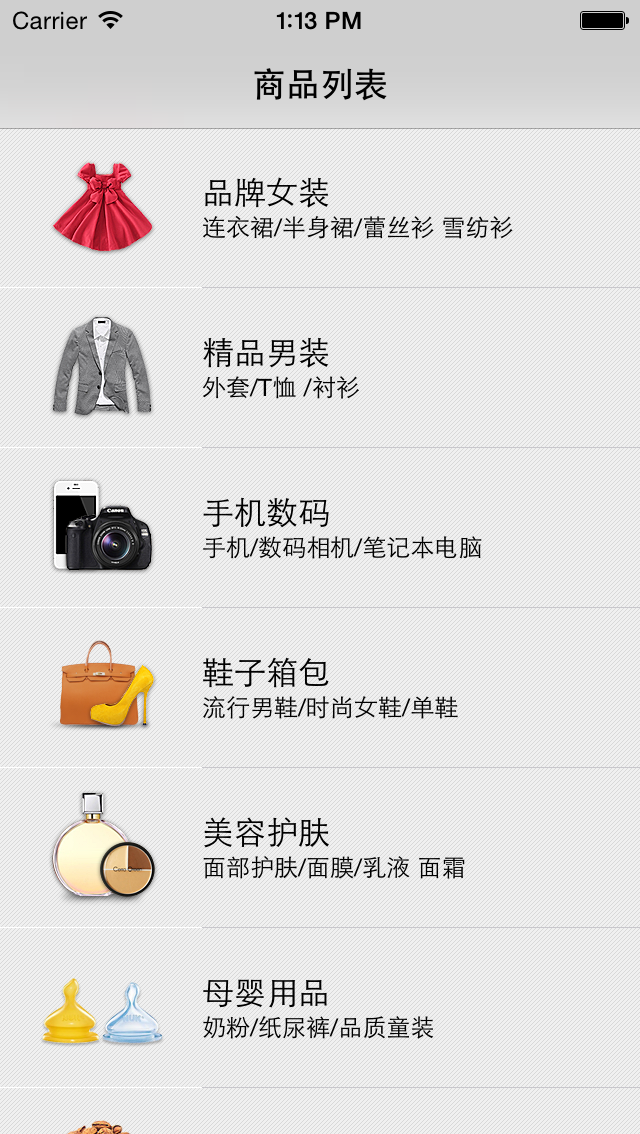 Carrier 1:13 PM
商品列表
品牌女装
连衣裙/半身裙/蕾丝衫 雪纺衫
精品男装
外套/T恤 /衬衫
手机数码
手机/数码相机/笔记本电脑
Canon
鞋子箱包
流行男鞋/时尚女鞋/单鞋
美容护肤
面部护肤/面膜/乳液 面霜
母婴用品
奶粉/纸尿裤/品质童装